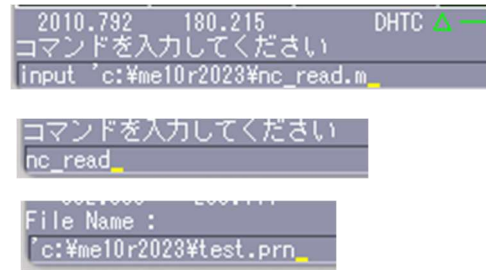 2010.792 180.215 DHTC
コマンドを入力してください
input 'c:¥me10r2023¥nc_read.m
コマンドを入力してください
nc_read
File Name :
'c:¥me10r2023¥test.prn